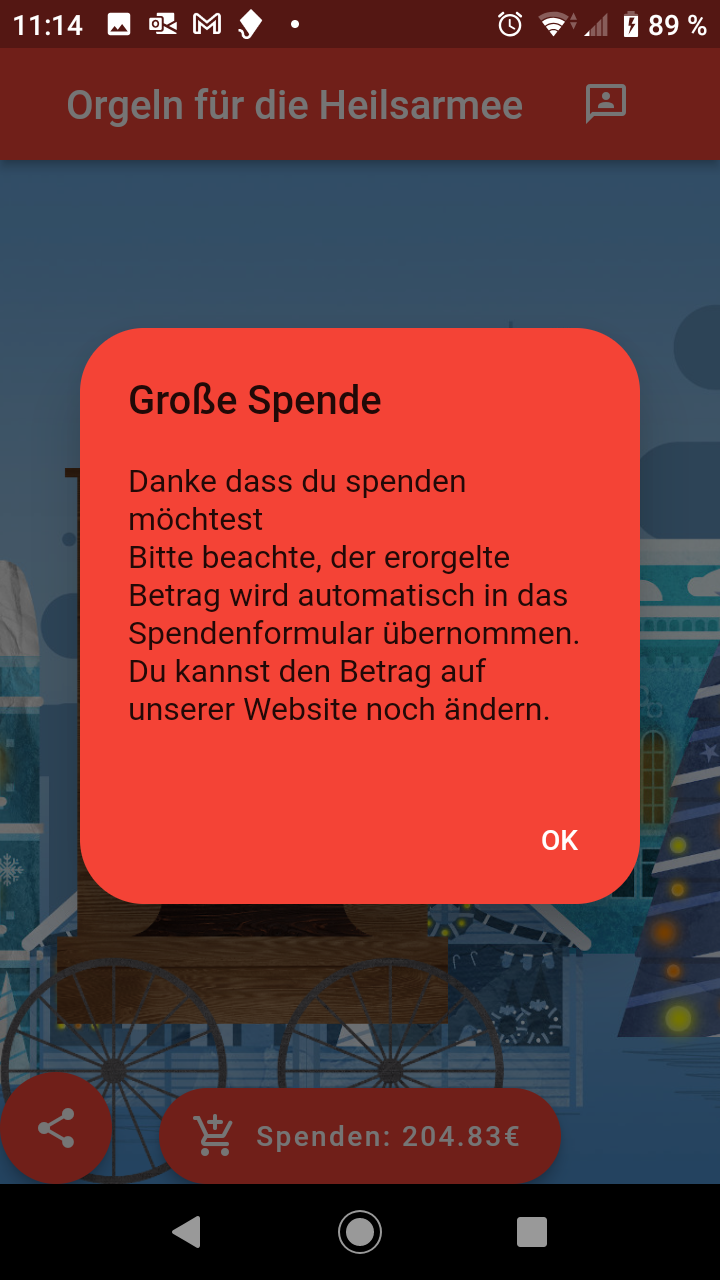 11:14
89 %
Orgeln für die Heilsarmee
Große Spende
Danke dass du spenden
möchtest
Bitte beachte, der erorgelte
Betrag wird automatisch in das
Spendenformular übernommen.
Du kannst den Betrag auf
unserer Website noch ändern.
OK
Spenden: 204.83€